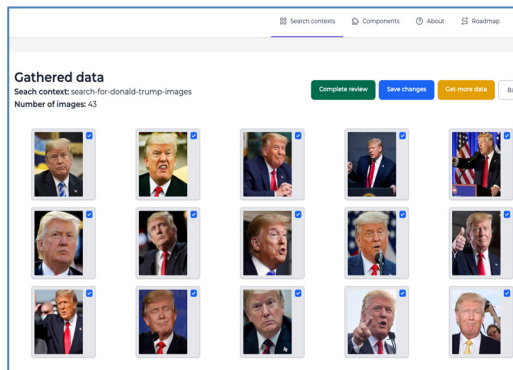 Search contexts Components About Roadmap
Gathered data
Seach context: search-for-donald-trump-images
Number of images: 43
Complete review Save changes Get more data Ba